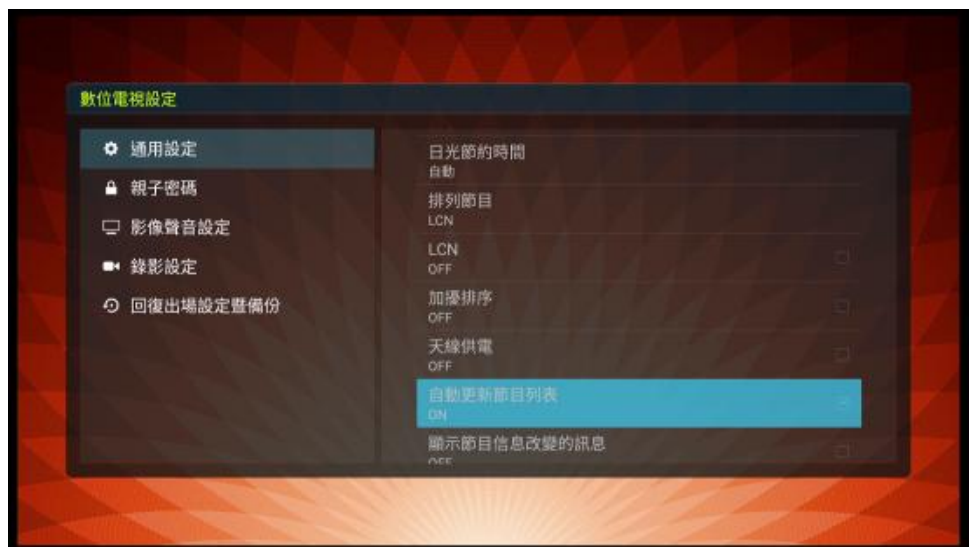 數位電視設定
通用設定
親子密碼
影像聲音設定
錄影設定
回復出場設定暨備份
日光節約時間
自動
排列節目
LCN
LCN
OFF
加擾排序
OFF
天線供電
OFF
自動更新節目列表
ON
顯示節目信息改變的訊息
OFF